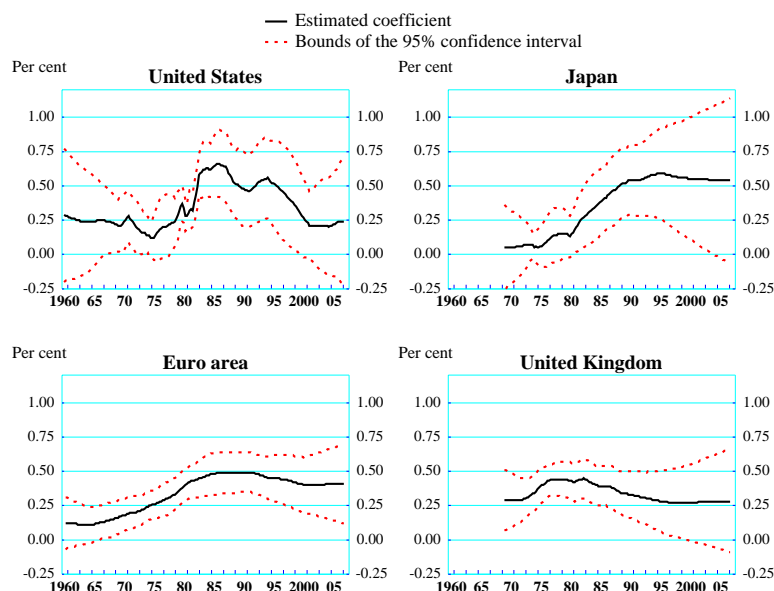 Estimated coefficient
Bounds of the 95% confidence interval
Per cent
United States
1.00 1.00
0.75 0.75
0.50 0.50
0.25 0.25
0.00 0.00
-0.25 -0.25
1960 65 70 75 80 85 90 95 2000 05
Per cent
Japan
1.00 1.00
0.75 0.75
0.50 0.50
0.25 0.25
0.00 0.00
-0.25 -0.25
1960 65 70 75 80 85 90 95 2000 05
Per cent
Euro area
1.00 1.00
0.75 0.75
0.50 0.50
0.25 0.25
0.00 0.00
-0.25 -0.25
1960 65 70 75 80 85 90 95 2000 05
Per cent
United Kingdom
1.00 1.00
0.75 0.75
0.50 0.50
0.25 0.25
0.00 0.00
-0.25 -0.25
1960 65 70 75 80 85 90 95 2000 05